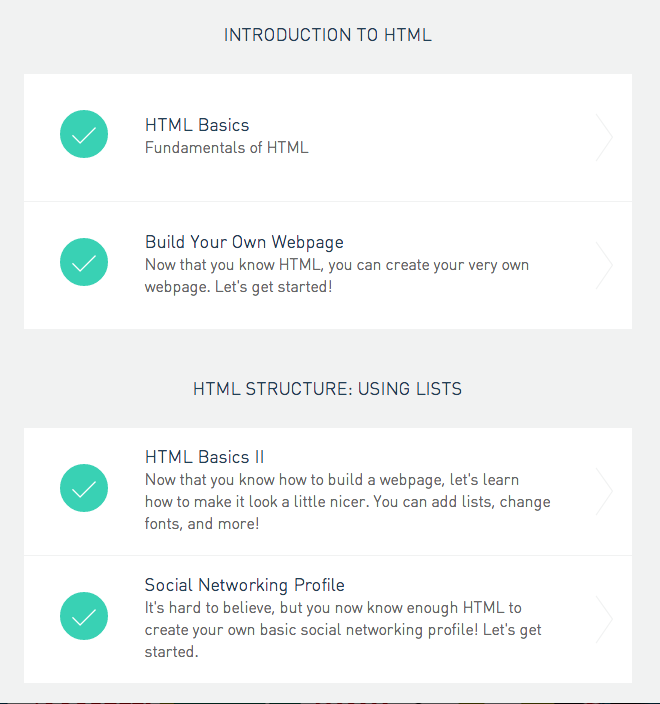 INTRODUCTION TO HTML
HTML Basics
Fundamentals of HTML
Build Your Own Webpage
Now that you know HTML, you can create your very own
webpage. Let's get started!
HTML STRUCTURE: USING LISTS
HTML Basics II
Now that you know how to build a webpage, let's learn
how to make it look a little nicer. You can add lists, change
fonts, and more!
Social Networking Profile
It's hard to believe, but you now know enough HTML to
create your own basic social networking profile! Let's get
started.